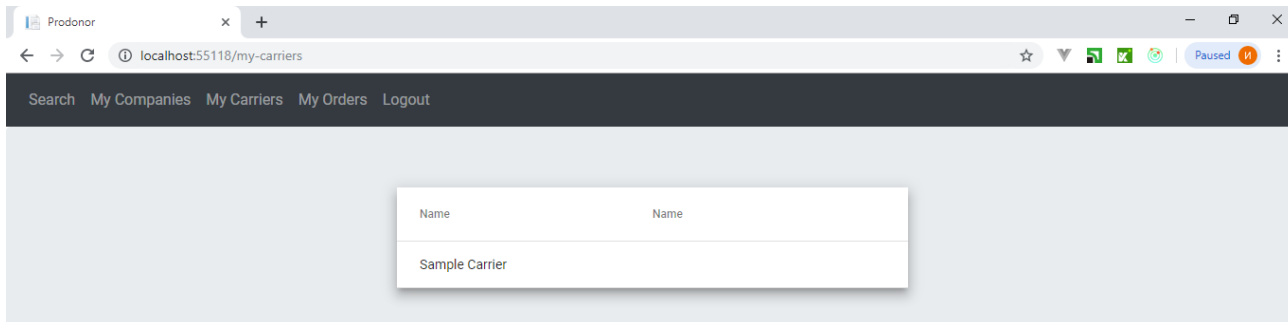 Prodonor
localhost:55118/my-carriers
Paused И
Search My Companies My Carriers My Orders Logout
Name Name
Sample Carrier